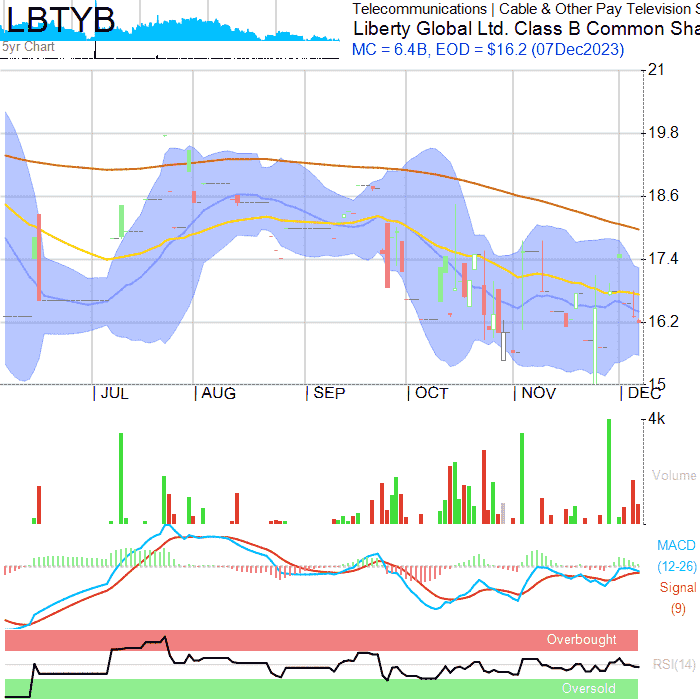 LBTYB
5yr Chart
Telecommunications | Cable & Other Pay Television S
Liberty Global Ltd. Class B Common Sha
MC = 6.4B, EOD = $16.2 (07Dec2023)
21
19.8
18.6
17.4
16.2
15
JUL AUG SEP OCT NOV DEC
4k
Volume
MACD
(12-26)
Signal
(9)
Overbought
RSI(14)
Oversold